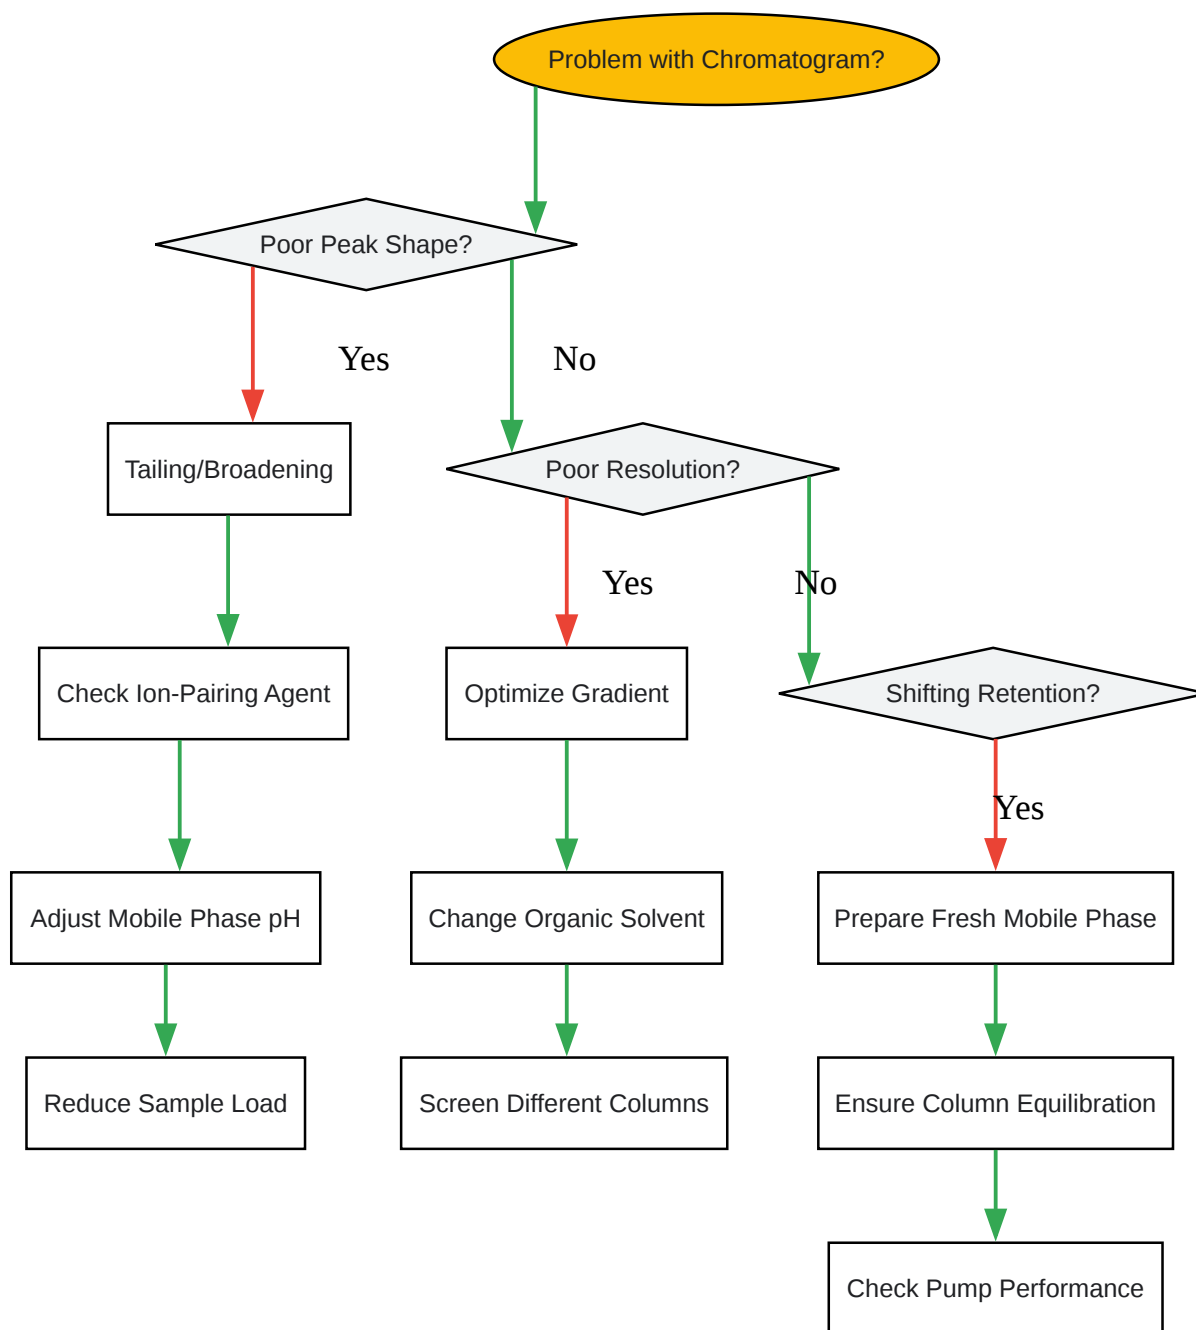 Problem with Chromatogram?
Poor Peak Shape?
Yes
No
Tailing/Broadening
Poor Resolution?
Yes
No
Check Ion-Pairing Agent
Optimize Gradient
Shifting Retention?
Yes
Adjust Mobile Phase pH
Change Organic Solvent
Prepare Fresh Mobile Phase
Reduce Sample Load
Screen Different Columns
Ensure Column Equilibration
Check Pump Performance